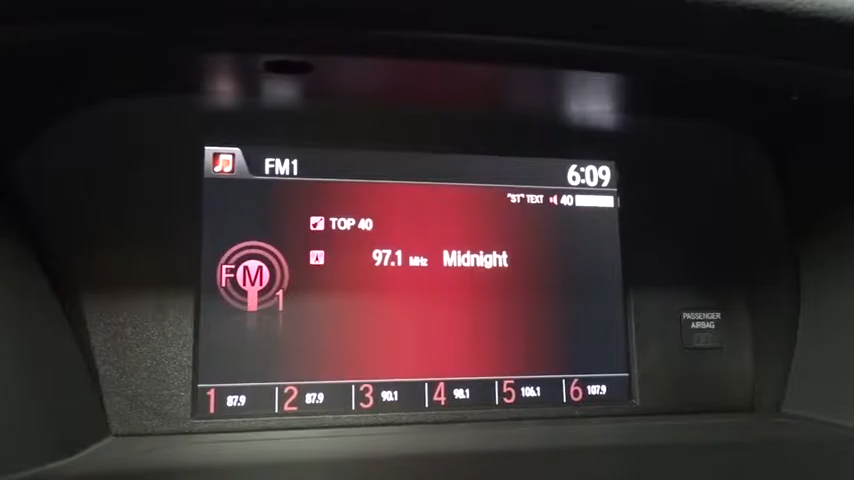 FM1
6:09
"ST" TEXT 40
TOP 40
97.1 MHz Midnight
FM1
1 87.9 2 87.9 3 90.1 4 98.1 5 106.1 6 107.9
PASSENGER
AIRBAG